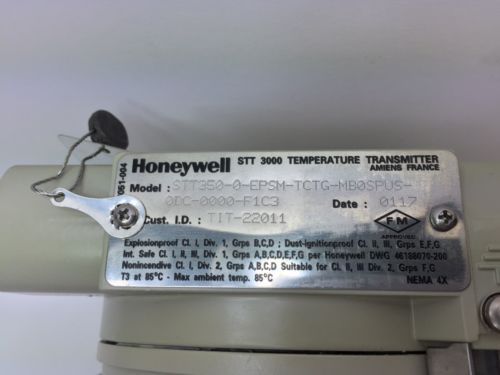 Honeywell STT 3000 TEMPERATURE TRANSMITTER
AMIENS FRANCE
051-004
Model : STT350-0-EPSM-TCTG-MB0SPUS-
0DC-0000-F1C3 Date : 0117
Cust. I.D. : TIT-22011
FM
APPROVED
Explosionproof Cl. I, Div. 1, Grps B,C,D ; Dust-ignitionproof Cl. II, III, Grps E,F,G
Int. Safe Cl. I, II, III Div. 1, Grps A,B,C,D,E,F,G per Honeywell DWG 46188070-200
Nonincendive Cl. I, Div. 2, Grps A,B,C,D Suitable for Cl. II, III Div. 2, Grps F,G
T3 at 85°C - Max ambient temp. 85°C NEMA 4X